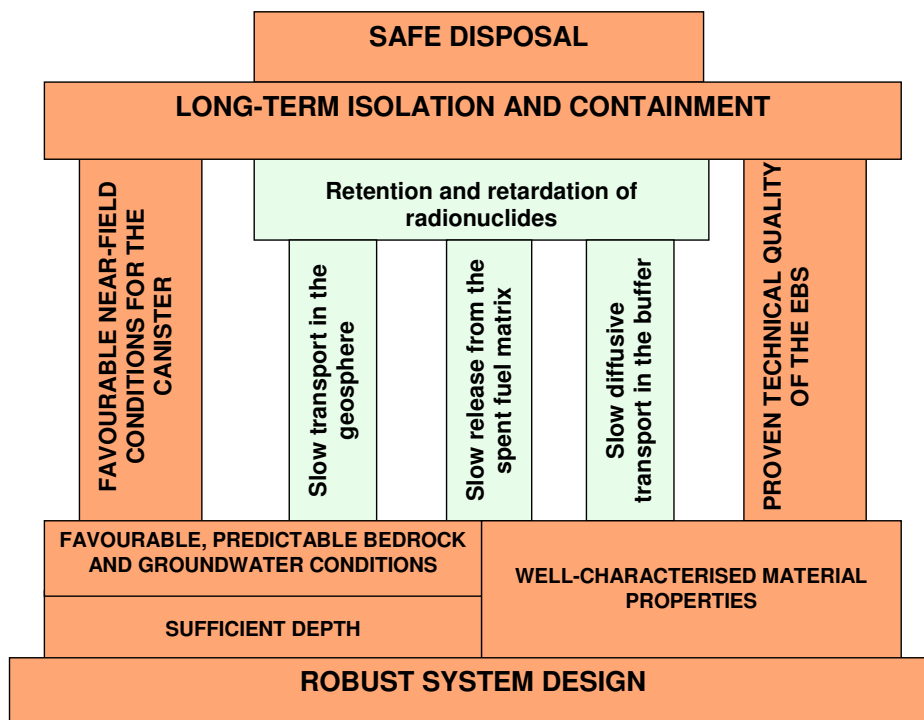 SAFE DISPOSAL
LONG-TERM ISOLATION AND CONTAINMENT
FAVOURABLE NEAR-FIELD
CONDITIONS FOR THE
CANISTER
Retention and retardation of
radionuclides
Slow transport in the
geosphere
Slow release from the
spent fuel matrix
Slow diffusive
transport in the buffer
PROVEN TECHNICAL QUALITY
OF THE EBS
FAVOURABLE, PREDICTABLE BEDROCK
AND GROUNDWATER CONDITIONS
SUFFICIENT DEPTH
WELL-CHARACTERISED MATERIAL
PROPERTIES
ROBUST SYSTEM DESIGN